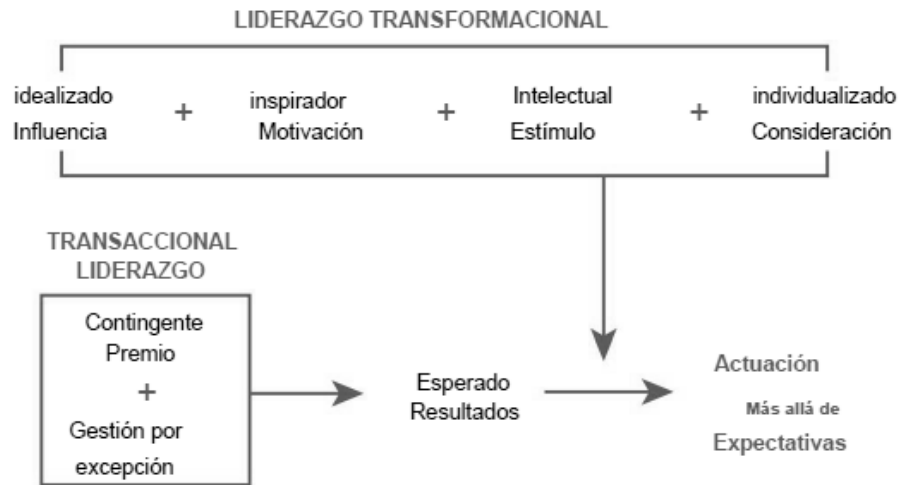 LIDERAZGO TRANSFORMACIONAL
idealizado
Influencia
+
inspirador
Motivación
+
Intelectual
Estímulo
+
individualizado
Consideración
TRANSACCIONAL
LIDERAZGO
Contingente
Premio
+
Gestión por
excepción
Esperado
Resultados
Actuación
Más allá de
Expectativas